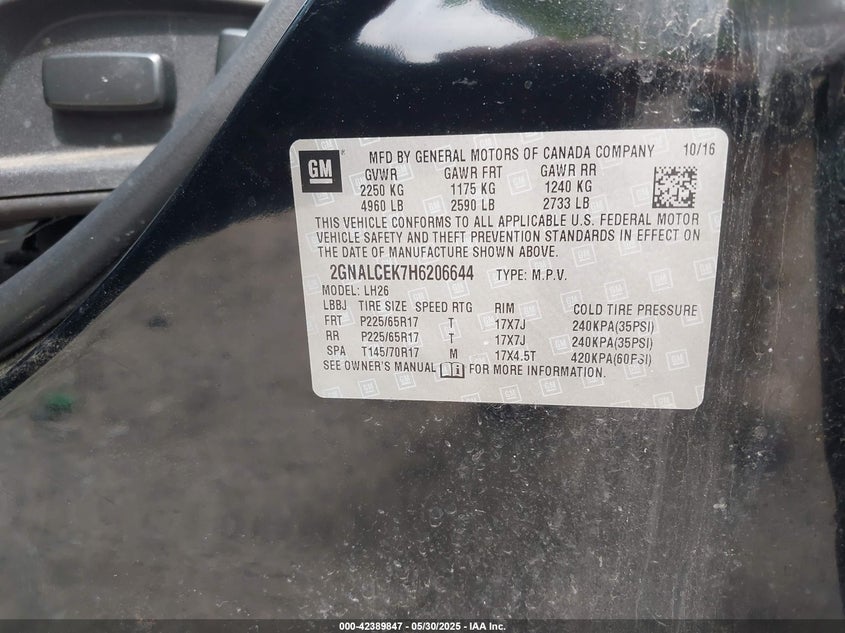 GM
MFD BY GENERAL MOTORS OF CANADA COMPANY 10/16
GVWR GAWR FRT GAWR RR
2250 KG 1175 KG 1240 KG
4960 LB 2590 LB 2733 LB
THIS VEHICLE CONFORMS TO ALL APPLICABLE U.S. FEDERAL MOTOR
VEHICLE SAFETY AND THEFT PREVENTION STANDARDS IN EFFECT ON
THE DATE OF MANUFACTURE SHOWN ABOVE.
2GNALCEK7H6206644 TYPE: M.P.V.
MODEL: LH26
LBBJ TIRE SIZE SPEED RTG RIM COLD TIRE PRESSURE
FRT P225/65R17 T 17X7J 240KPA(35PSI)
RR P225/65R17 T 17X7J 240KPA(35PSI)
SPA T145/70R17 M 17X4.5T 420KPA(60PSI)
SEE OWNER'S MANUAL FOR MORE INFORMATION.
000-42389847 - 05/30/2025 - IAA Inc.